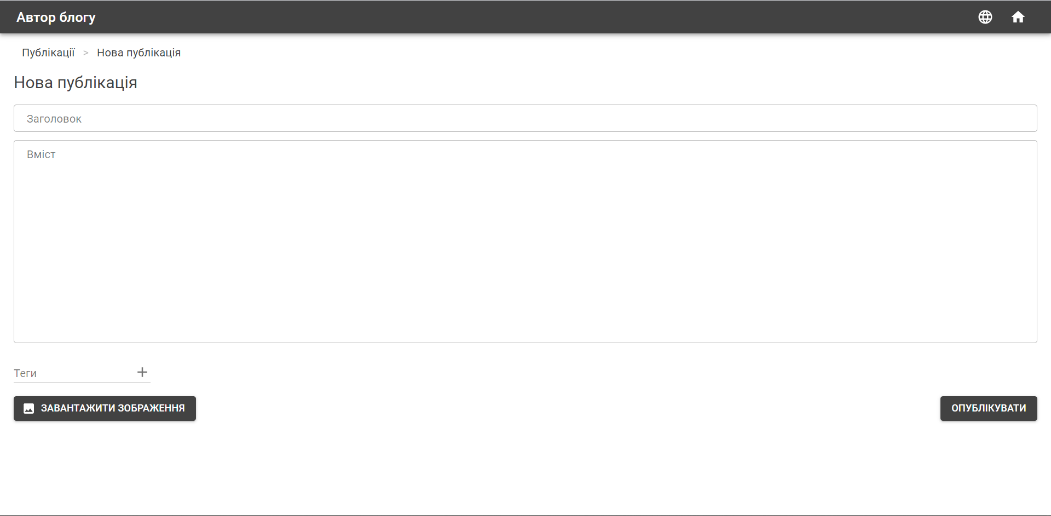 Автор блогу
Публікації > Нова публікація
Нова публікація
Заголовок
Вміст
Теги
ЗАВАНТАЖИТИ ЗОБРАЖЕННЯ
ОПУБЛІКУВАТИ